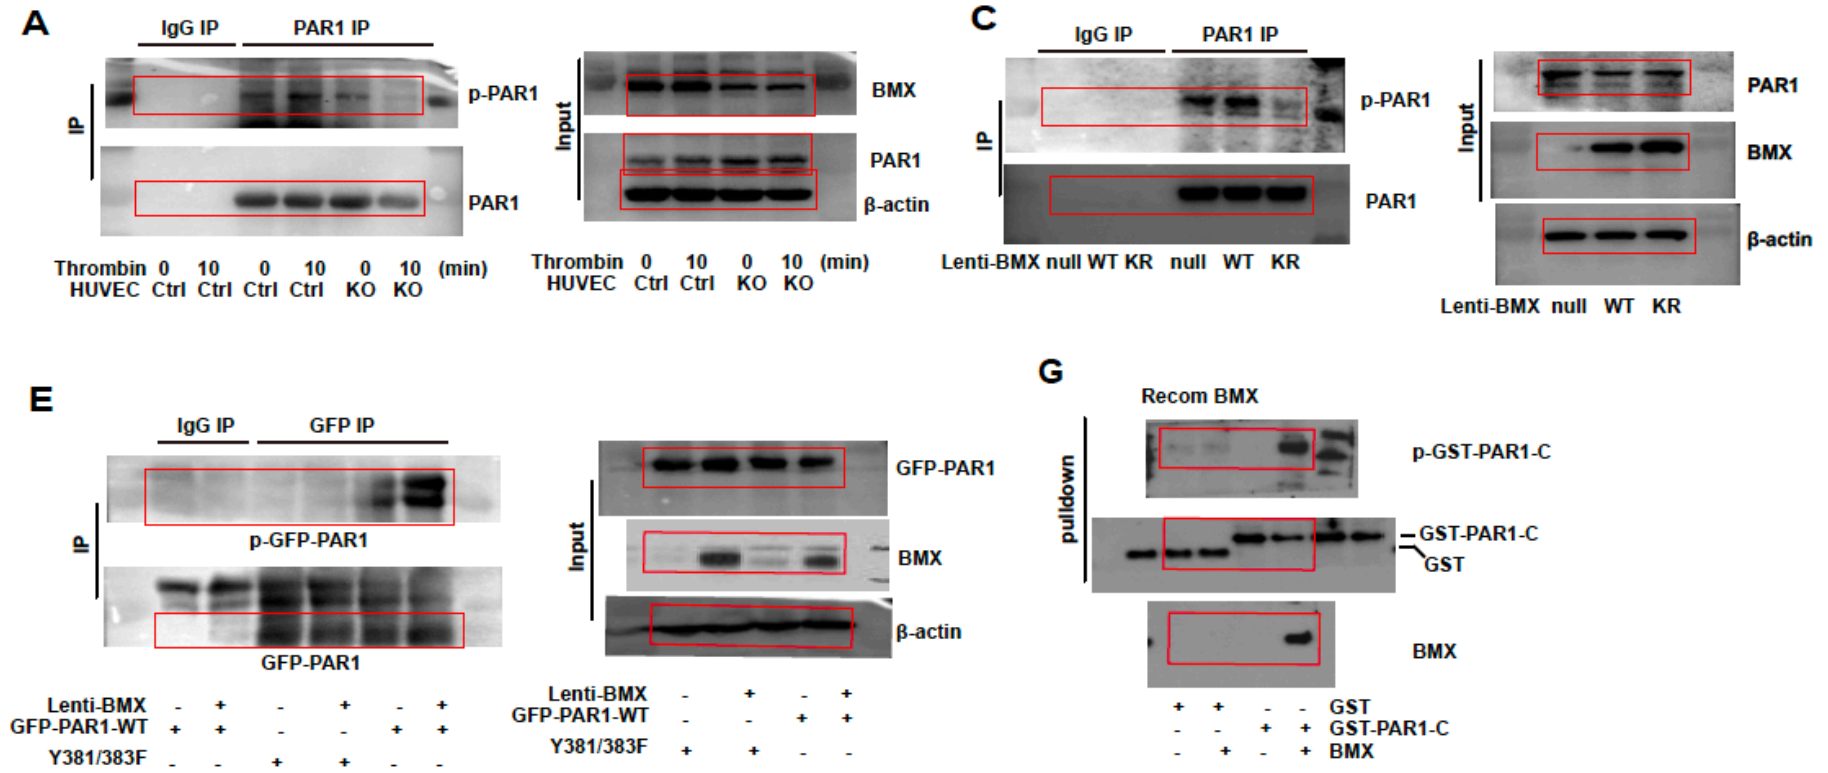 A
IgG IP PAR1 IP
IP
p-PAR1
PAR1
Thrombin 0 10 0 10 0 10 (min)
HUVEC Ctrl Ctrl Ctrl Ctrl KO KO
Input
BMX
PAR1
β-actin
Thrombin 0 10 0 10 (min)
HUVEC Ctrl Ctrl KO KO
C
IgG IP PAR1 IP
IP
p-PAR1
PAR1
Lenti-BMX null WT KR null WT KR
Input
PAR1
BMX
β-actin
Lenti-BMX null WT KR
E
IgG IP GFP IP
IP
p-GFP-PAR1
GFP-PAR1
Lenti-BMX - + - + - +
GFP-PAR1-WT + + - - + +
Y381/383F - - + + - -
Input
GFP-PAR1
BMX
β-actin
Lenti-BMX - + - +
GFP-PAR1-WT - - + +
Y381/383F + + - -
G
Recom BMX
pulldown
p-GST-PAR1-C
GST-PAR1-C
GST
BMX
+ + - - GST
- - + + GST-PAR1-C
- + - + BMX